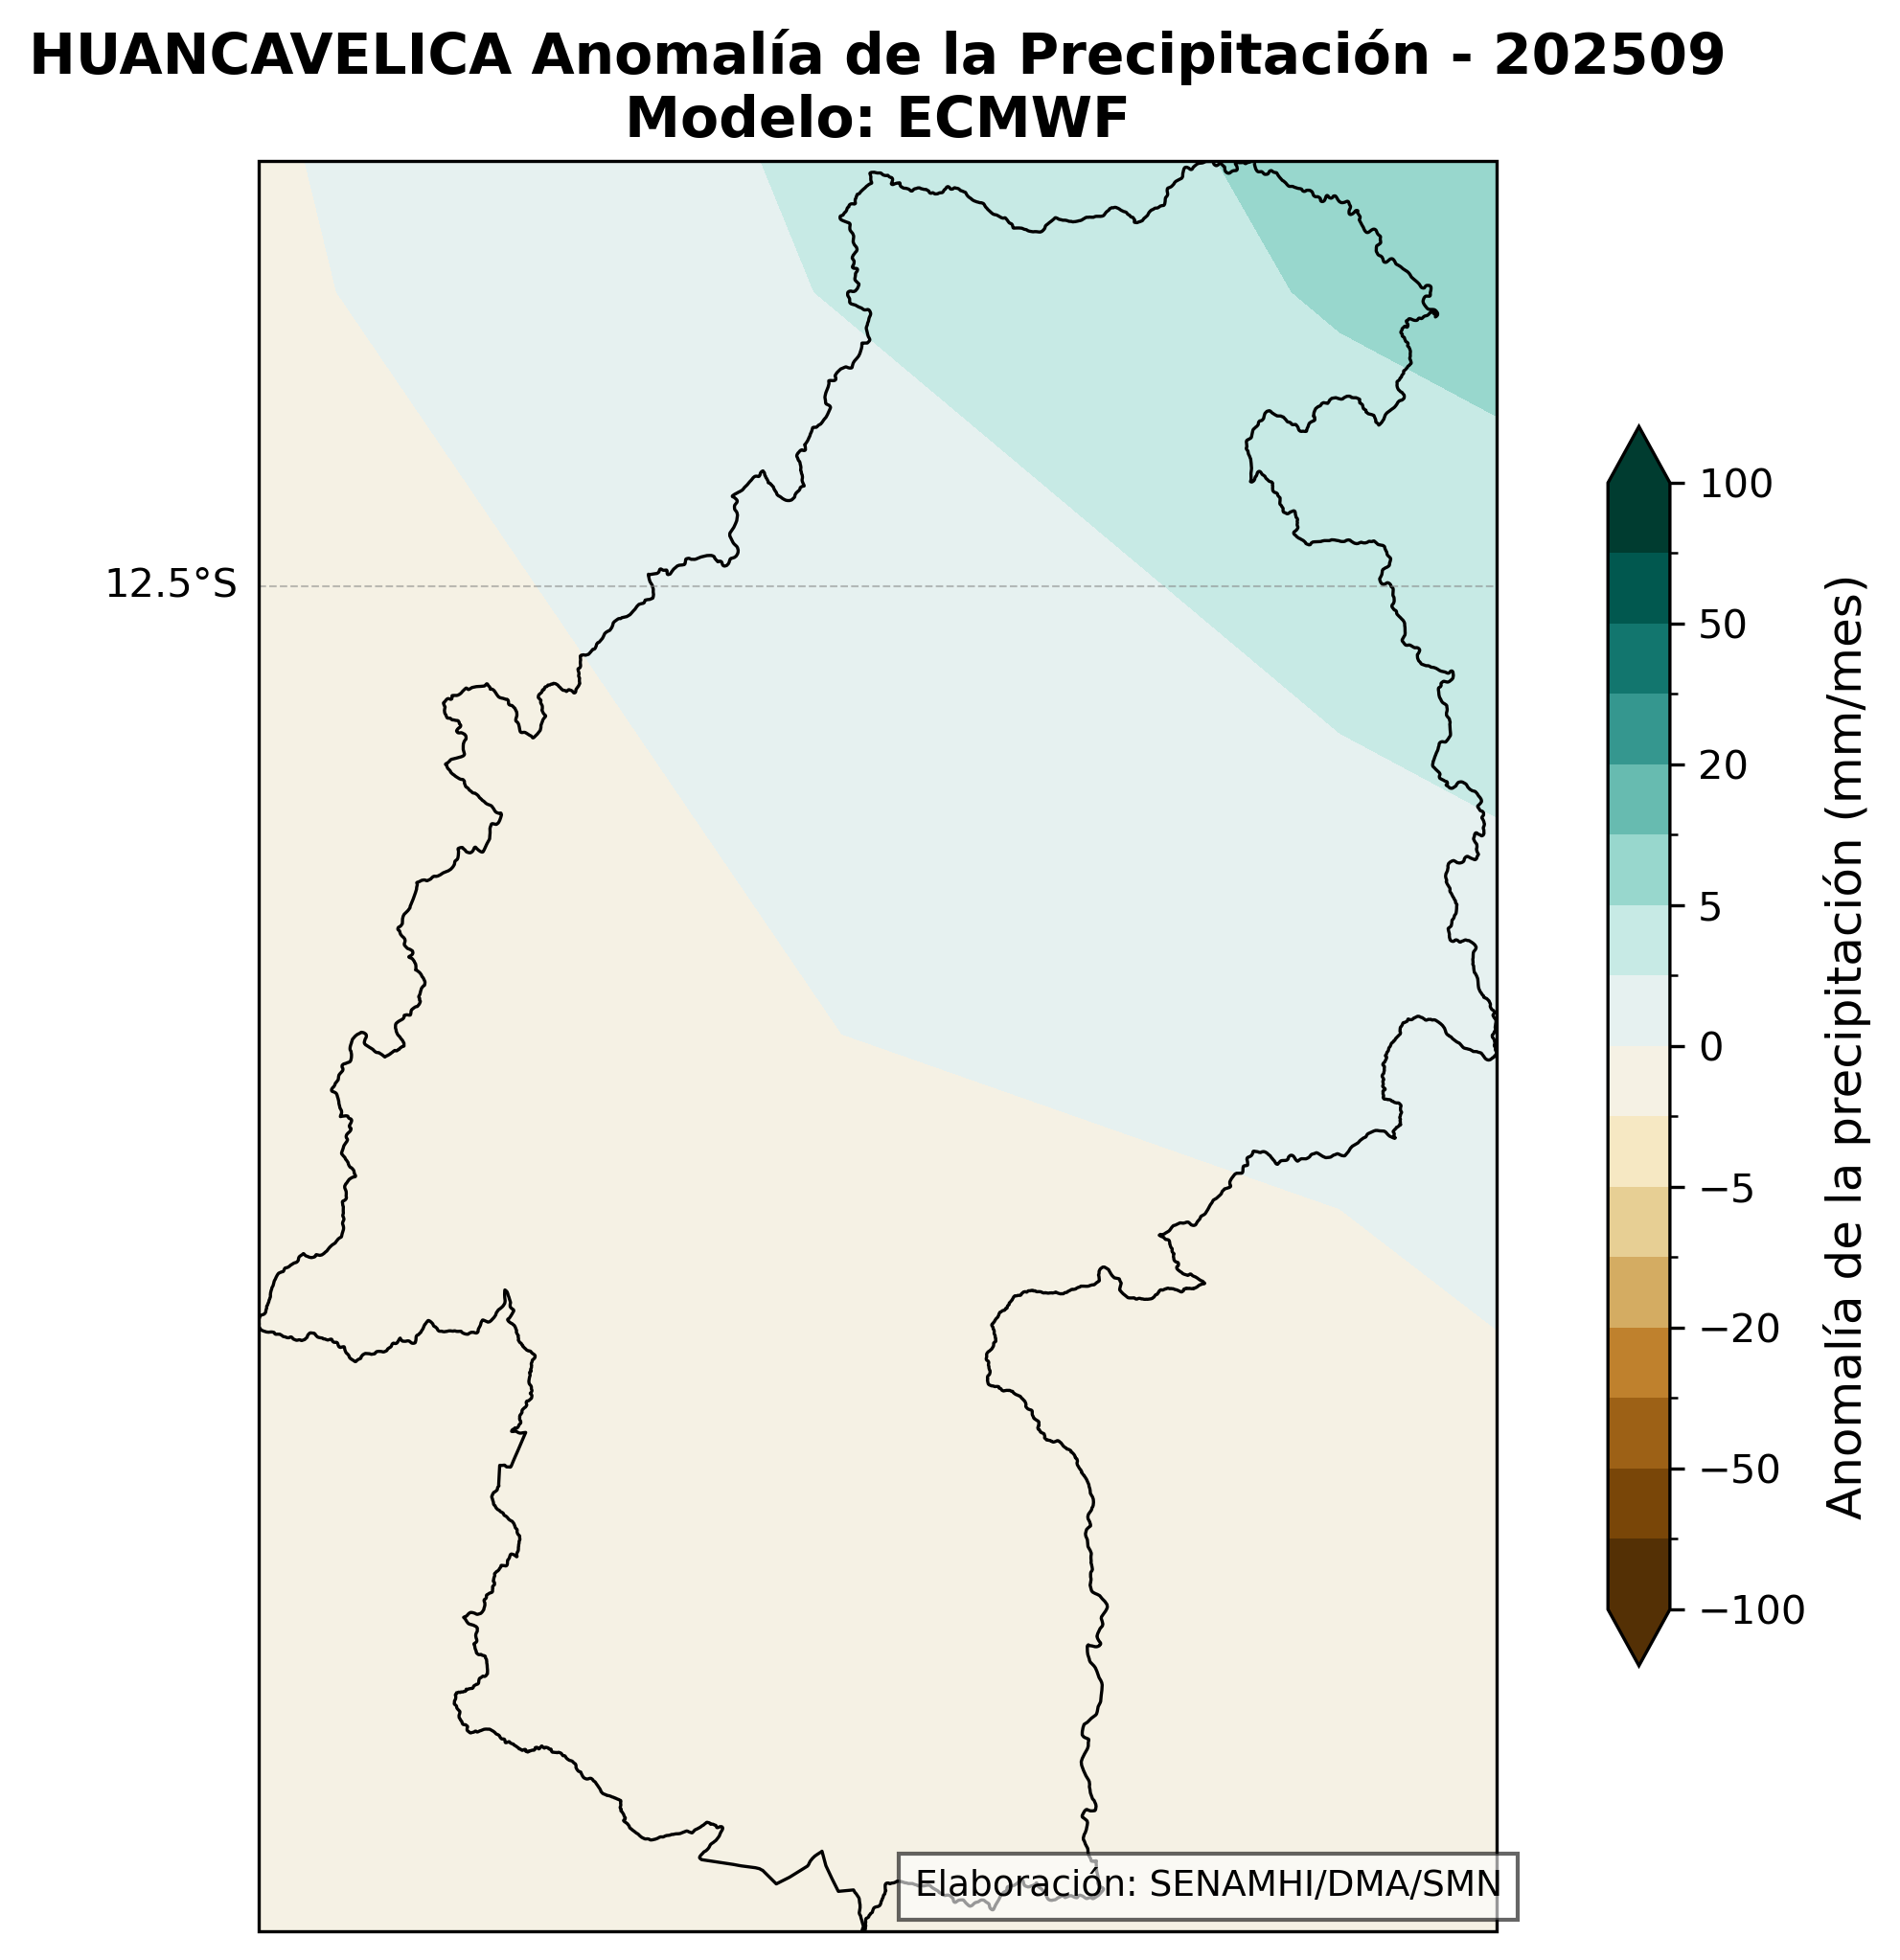 HUANCAVELICA Anomalía de la Precipitación - 202509
Modelo: ECMWF
12.5°S
100
50
20
5
0
−5
−20
−50
−100
Anomalía de la precipitación (mm/mes)
Elaboración: SENAMHI/DMA/SMN